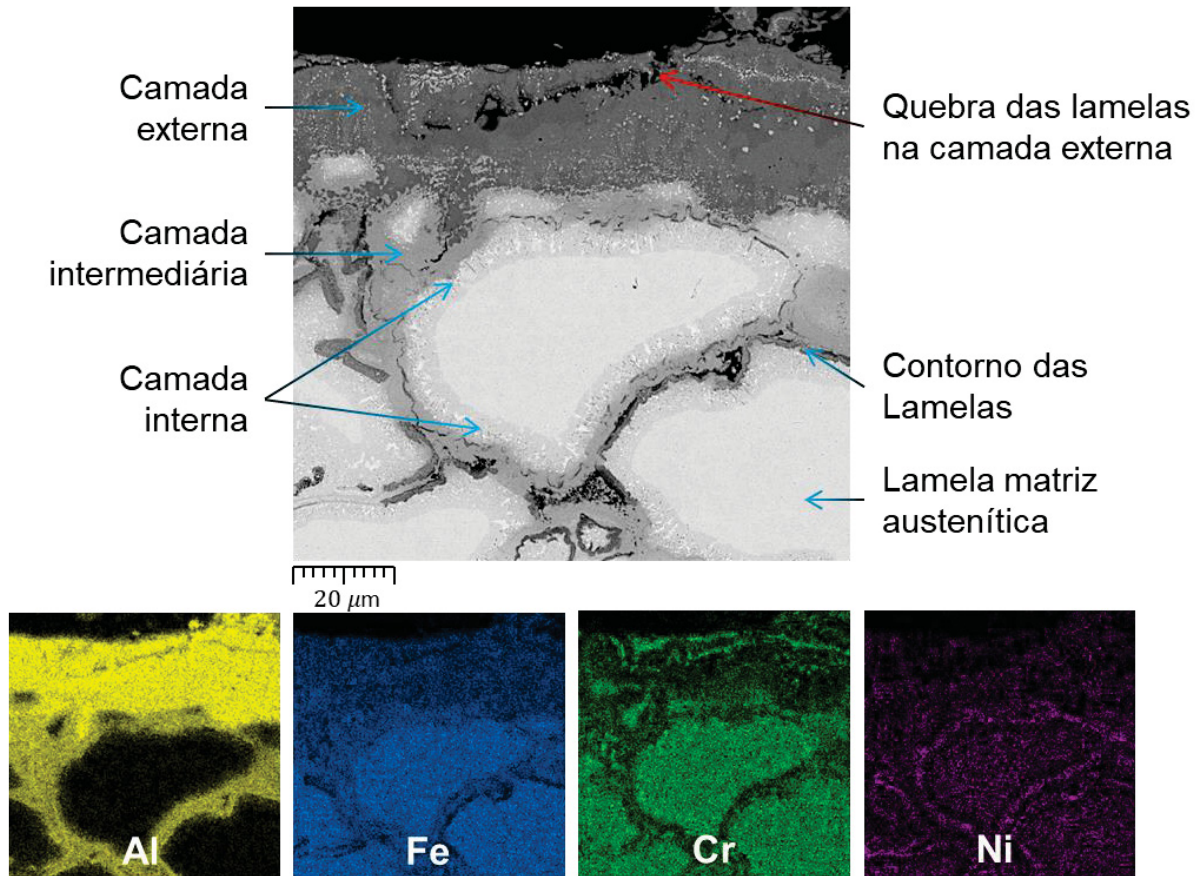 Camada
externa
Quebra das lamelas
na camada externa
Camada
intermediária
Camada
interna
Contorno das
Lamelas
Lamela matriz
austenítica
20 μm
Al
Fe
Cr
Ni